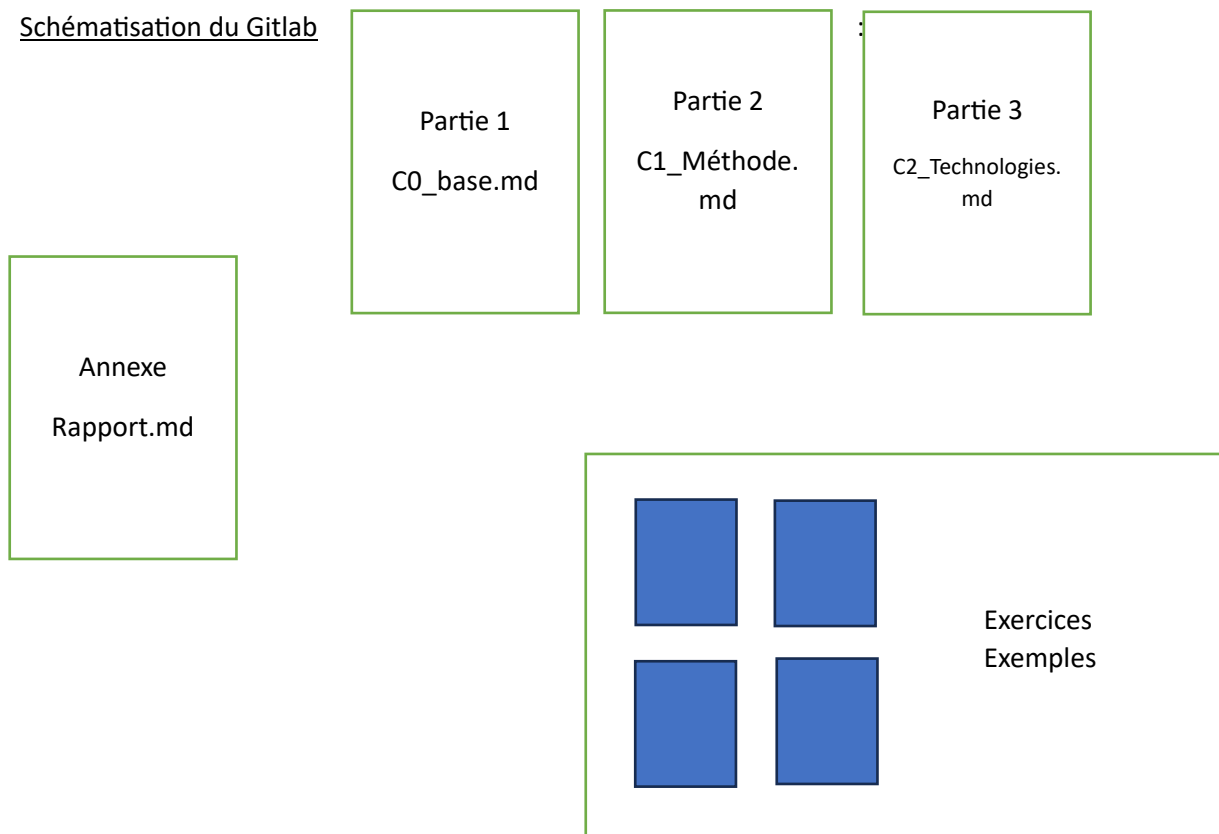 Schématisation du Gitlab :
Partie 1
C0_base.md
Partie 2
C1_Méthode.
md
Partie 3
C2_Technologies.
md
Annexe
Rapport.md
Exercices
Exemples